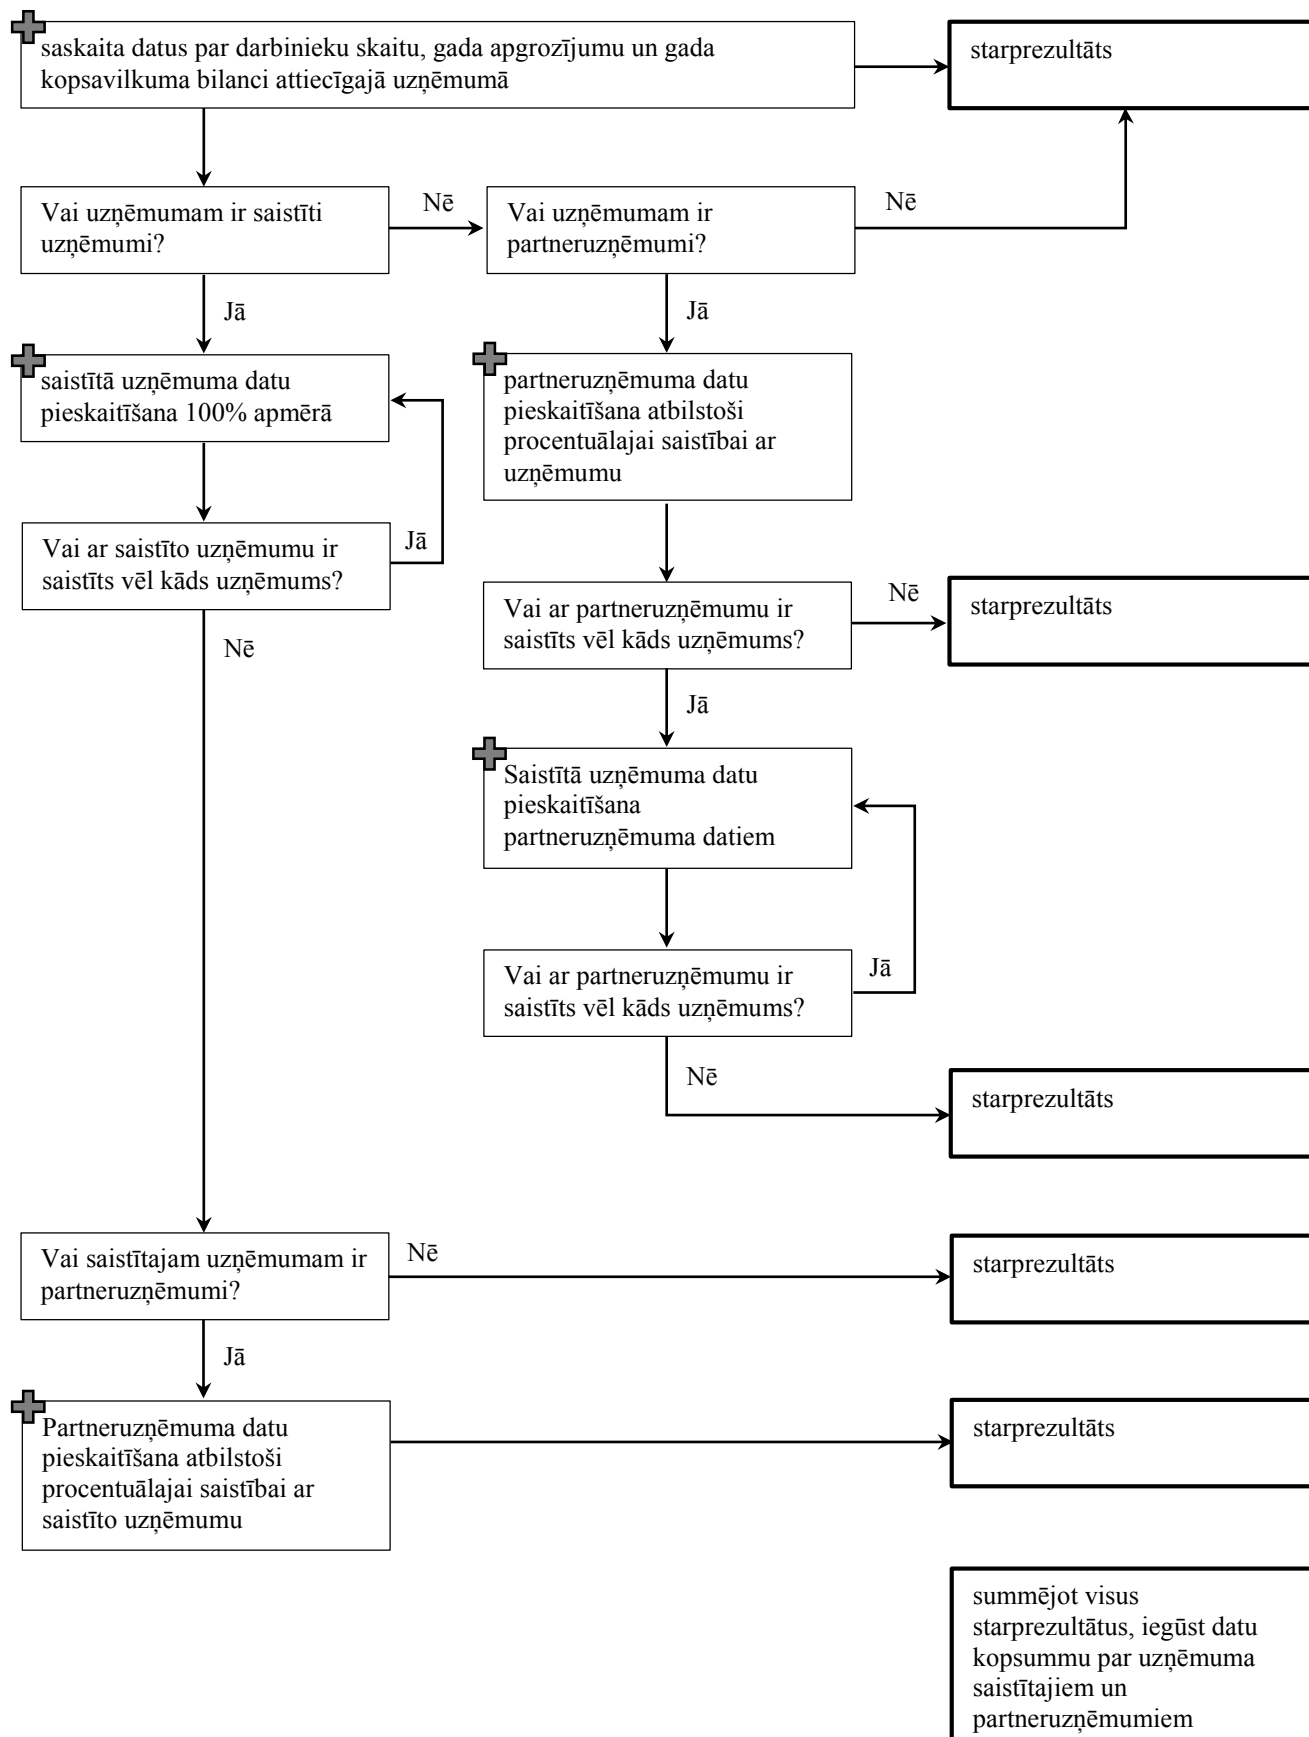 saskaita datus par darbinieku skaitu, gada apgrozījumu un gada
kopsavilkuma bilanci attiecīgajā uzņēmumā
starprezultāts
Vai uzņēmumam ir saistīti
uzņēmumi?
Nē
Vai uzņēmumam ir
partneruzņēmumi?
Nē
Jā
Jā
saistītā uzņēmuma datu
pieskaitīšana 100% apmērā
partneruzņēmuma datu
pieskaitīšana atbilstoši
procentuālajai saistībai ar
uzņēmumu
Vai ar saistīto uzņēmumu ir
saistīts vēl kāds uzņēmums?
Jā
Nē
Vai ar partneruzņēmumu ir
saistīts vēl kāds uzņēmums?
Nē
starprezultāts
Jā
Saistītā uzņēmuma datu
pieskaitīšana
partneruzņēmuma datiem
Vai ar partneruzņēmumu ir
saistīts vēl kāds uzņēmums?
Jā
Nē
starprezultāts
Vai saistītajam uzņēmumam ir
partneruzņēmumi?
Nē
starprezultāts
Jā
Partneruzņēmuma datu
pieskaitīšana atbilstoši
procentuālajai saistībai ar
saistīto uzņēmumu
starprezultāts
summējot visus
starprezultātus, iegūst datu
kopsummu par uzņēmuma
saistītajiem un
partneruzņēmumiem